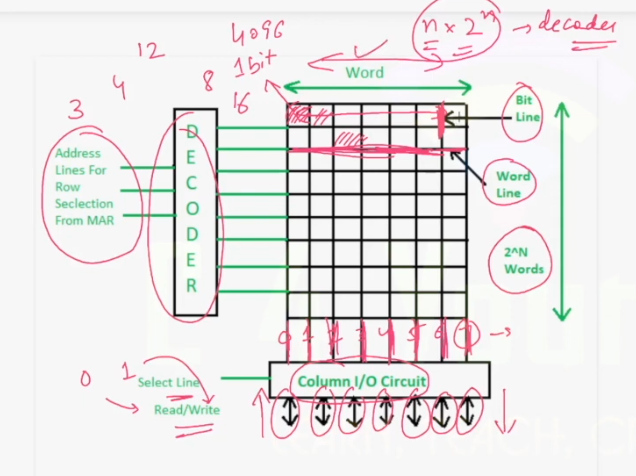 n x 2^n → decoder
4096
12
1 bit
4
8
16
3
Word
Bit
Line
Word
Line
2^N
Words
Address
Lines For
Row
Seclection
From MAR
D
E
C
O
D
E
R
0 1 2 3 4 5 6 7
0 1
Select Line
Read/Write
Column I/O Circuit